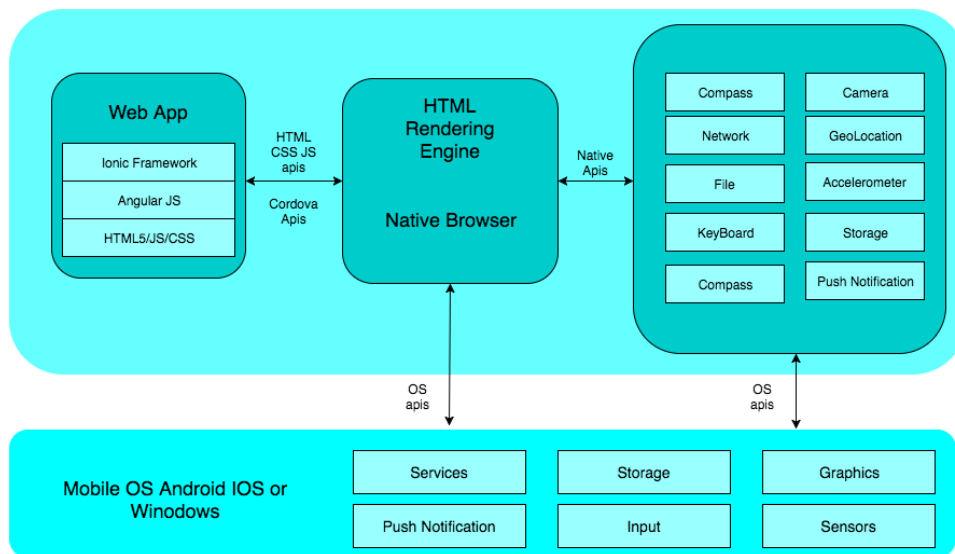 Web App
Ionic Framework
Angular JS
HTML5/JS/CSS
HTML
CSS JS
apis
Cordova
Apis
HTML
Rendering
Engine
Native Browser
Native
Apis
Compass
Camera
Network
GeoLocation
File
Accelerometer
KeyBoard
Storage
Compass
Push Notification
OS
apis
OS
apis
Mobile OS Android IOS or
Winodows
Services
Storage
Graphics
Push Notification
Input
Sensors